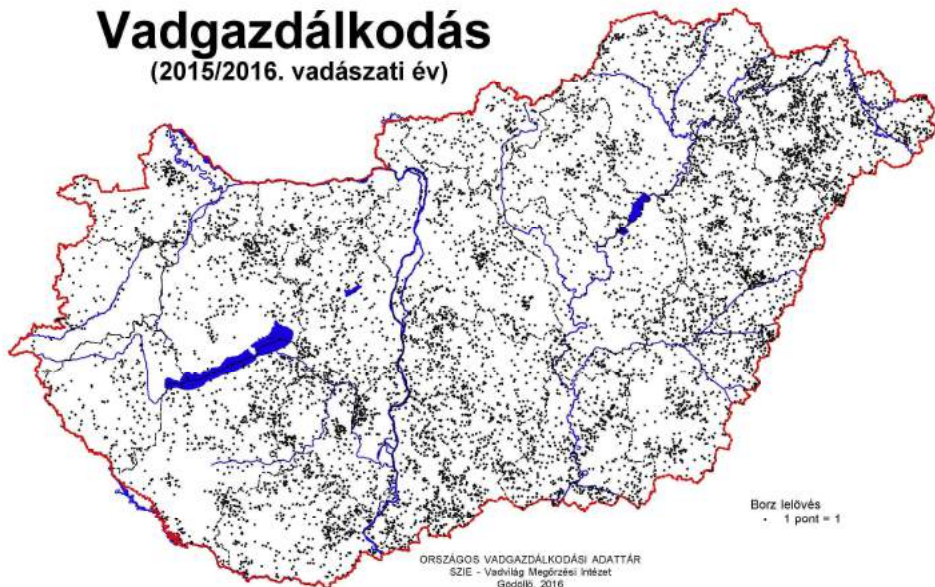 Vadgazdálkodás
(2015/2016. vadászati év)
Borz lelövés
1 pont = 1
ORSZÁGOS VADGAZDÁLKODÁSI ADATTÁR
SZIE - Vadvilág Megőrzési Intézet
Gödöllő, 2016